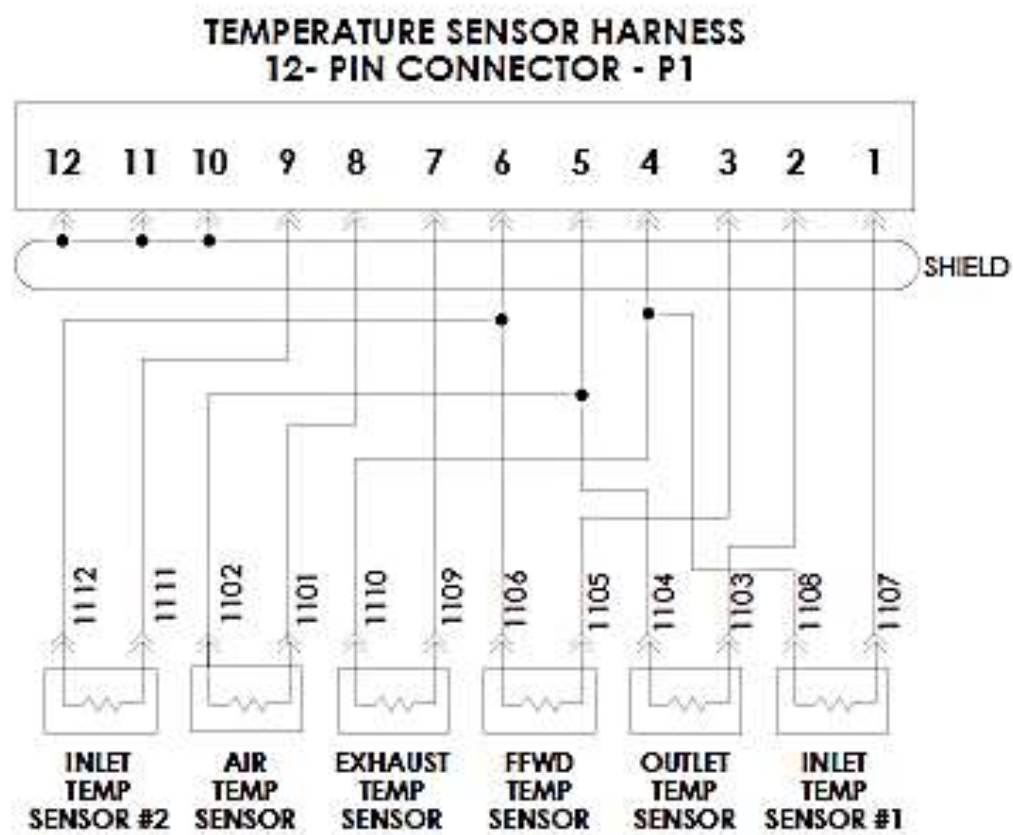 TEMPERATURE SENSOR HARNESS
12- PIN CONNECTOR - P1
12 11 10 9 8 7 6 5 4 3 2 1
SHIELD
1112 1111 1102 1101 1110 1109 1106 1105 1104 1103 1108 1107
INLET TEMP SENSOR #2
AIR TEMP SENSOR
EXHAUST TEMP SENSOR
FFWD TEMP SENSOR
OUTLET TEMP SENSOR
INLET TEMP SENSOR #1